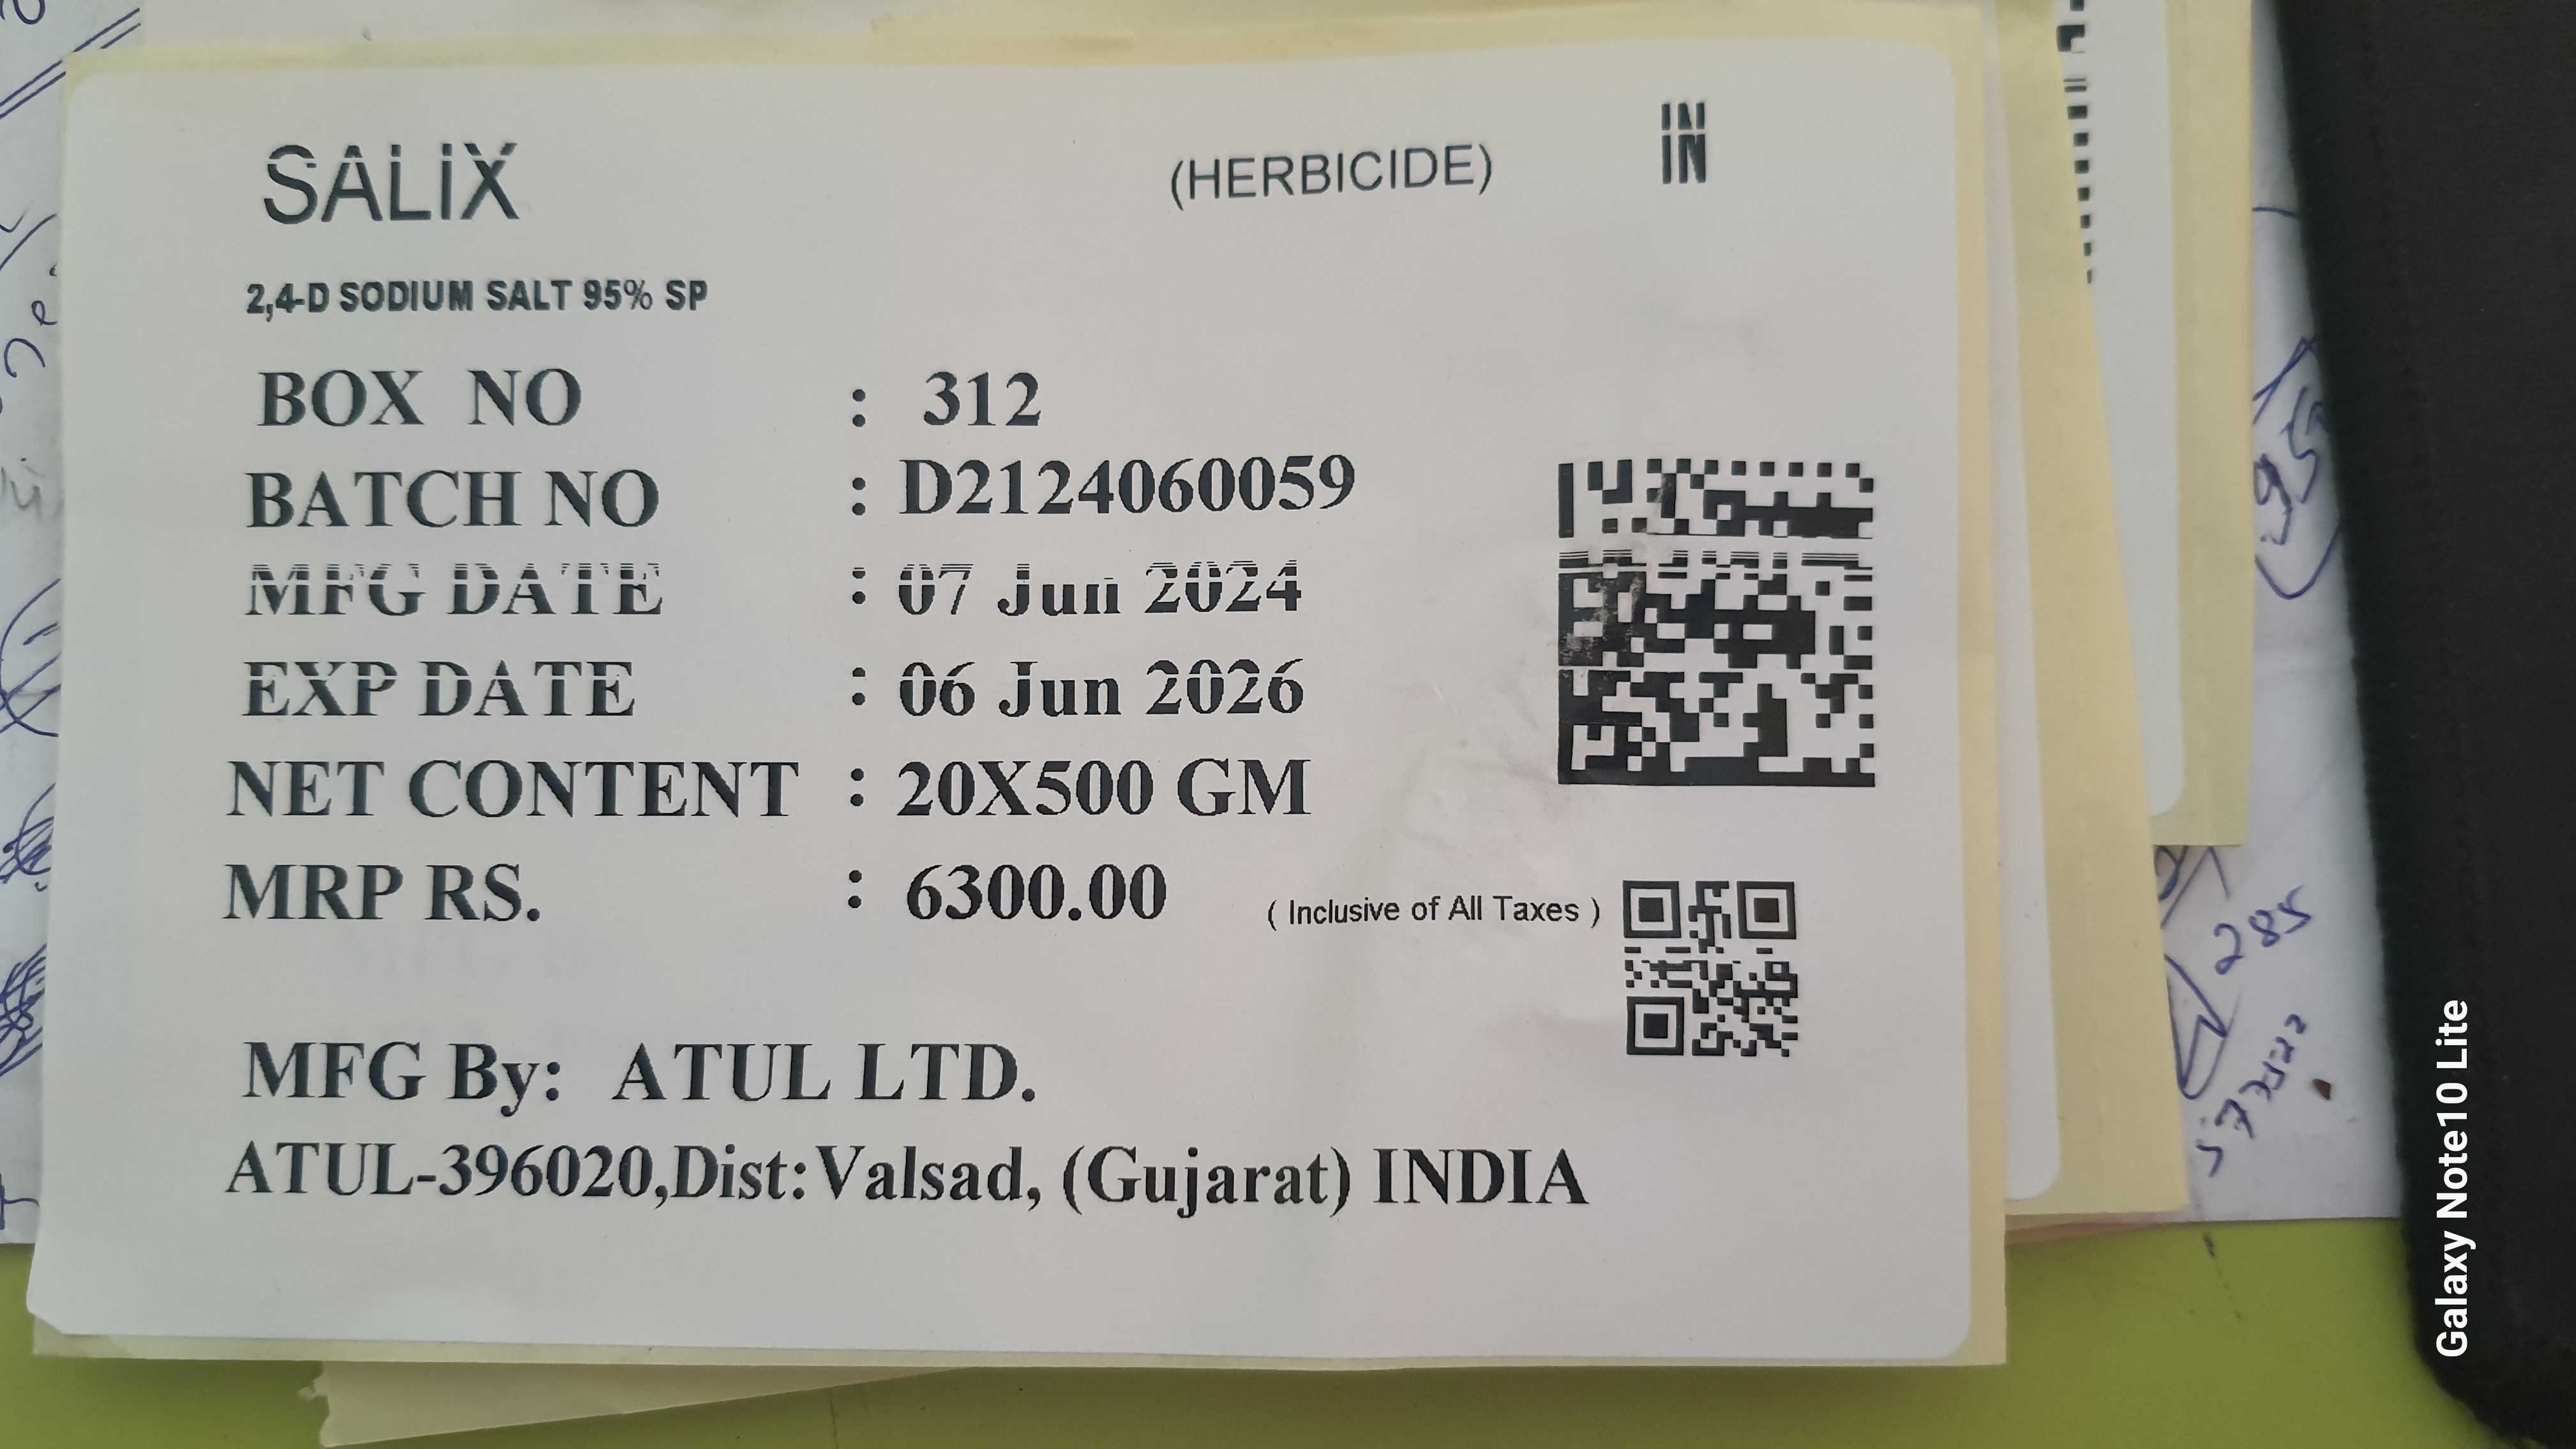 SALIX (HERBICIDE) IN
2,4-D SODIUM SALT 95% SP
BOX NO : 312
BATCH NO : D2124060059
MFG DATE : 07 Jun 2024
EXP DATE : 06 Jun 2026
NET CONTENT : 20X500 GM
MRP RS. : 6300.00 ( Inclusive of All Taxes )
MFG By: ATUL LTD.
ATUL-396020,Dist:Valsad, (Gujarat) INDIA
285
Galaxy Note10 Lite